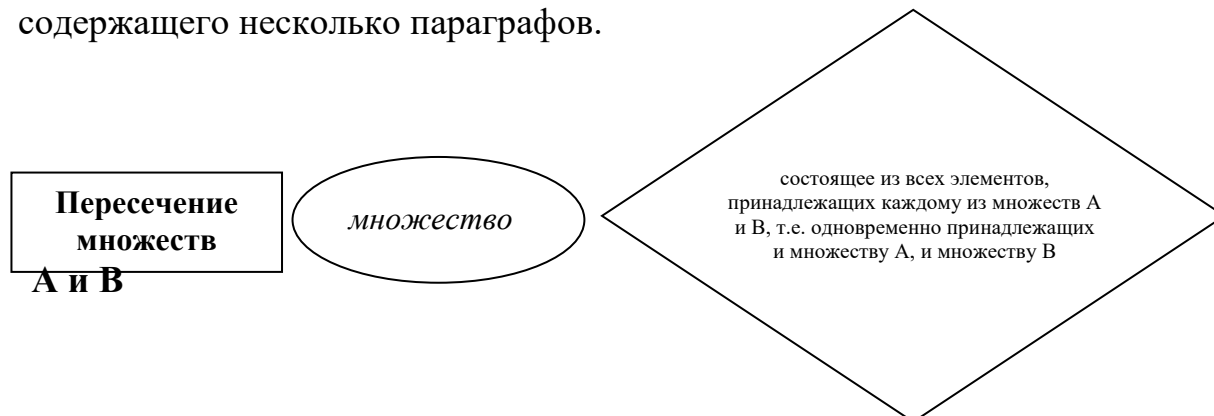 содержащего несколько параграфов.
Пересечение
множеств
А и В
множество
состоящее из всех элементов,
принадлежащих каждому из множеств А
и В, т.е. одновременно принадлежащих
и множеству А, и множеству В